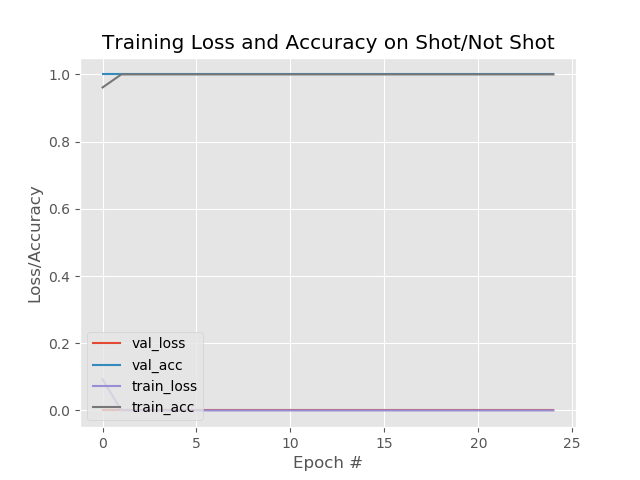 Training Loss and Accuracy on Shot/Not Shot
1.0
0.8
0.6
0.4
0.2
0.0
Loss/Accuracy
val_loss
val_acc
train_loss
train_acc
0 5 10 15 20 25
Epoch #